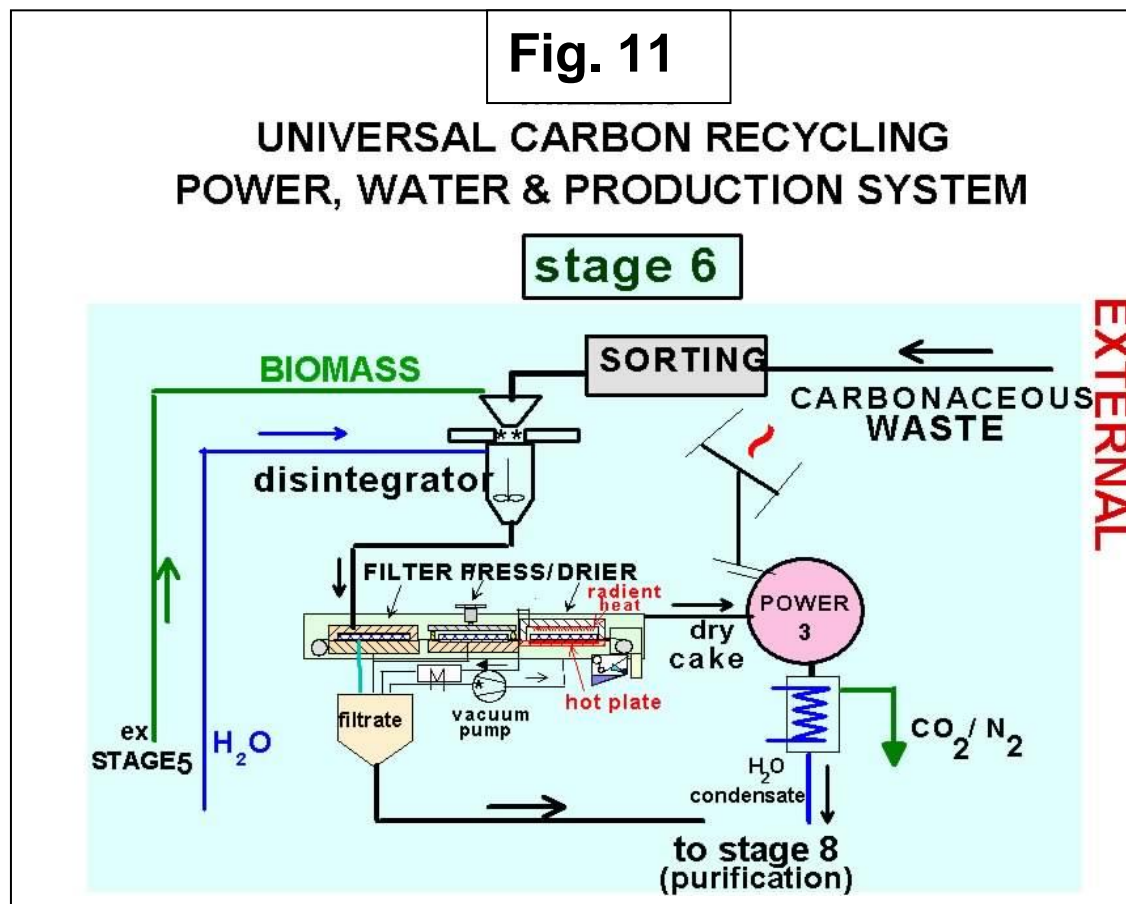 Fig. 11
UNIVERSAL CARBON RECYCLING
POWER, WATER & PRODUCTION SYSTEM
stage 6
EXTERNAL
BIOMASS
SORTING
CARBONACEOUS
WASTE
disintegrator
**
~
FILTER PRESS/DRIER
radient
heat
POWER
3
dry
cake
hot plate
vacuum
pump
filtrate
ex
STAGE5
H2O
CO2/ N2
H2O
condensate
to stage 8
(purification)